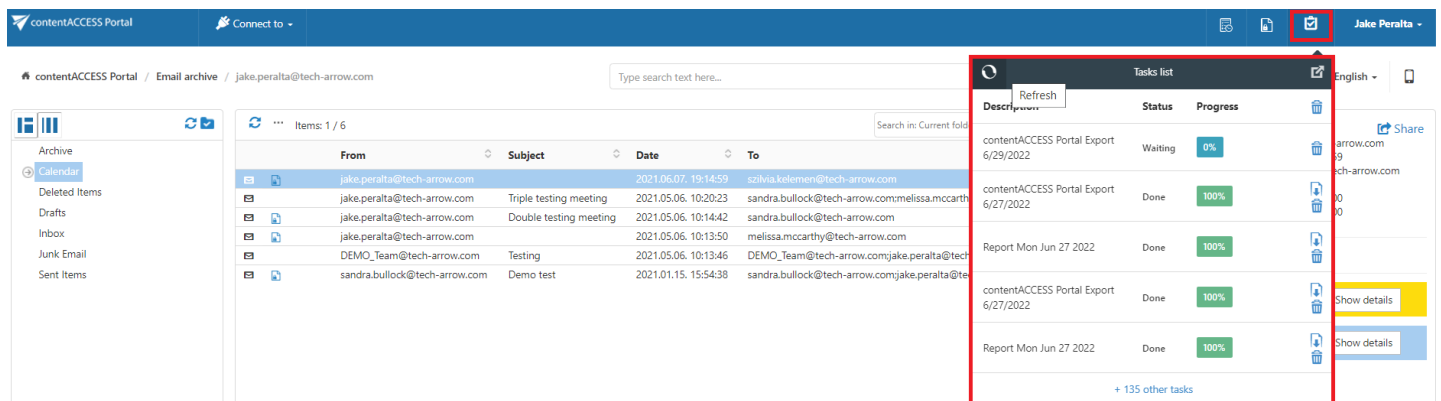 contentACCESS Portal
Connect to
Jake Peralta
contentACCESS Portal / Email archive / jake.peralta@tech-arrow.com
Type search text here...
English
Archive
Calendar
Deleted Items
Drafts
Inbox
Junk Email
Sent Items
Items: 1 / 6
Search in: Current fold
From Subject Date To
jake.peralta@tech-arrow.com 2021.06.07. 19:14:59 szilvia.kelemen@tech-arrow.com
jake.peralta@tech-arrow.com Triple testing meeting 2021.05.06. 10:20:23 sandra.bullock@tech-arrow.com;melissa.mccarth
jake.peralta@tech-arrow.com Double testing meeting 2021.05.06. 10:14:42 sandra.bullock@tech-arrow.com
jake.peralta@tech-arrow.com 2021.05.06. 10:13:50 melissa.mccarthy@tech-arrow.com
DEMO_Team@tech-arrow.com Testing 2021.05.06. 10:13:46 DEMO_Team@tech-arrow.com;jake.peralta@tech
sandra.bullock@tech-arrow.com Demo test 2021.01.15. 15:54:38 sandra.bullock@tech-arrow.com;jake.peralta@te
Tasks list
Refresh
Description Status Progress
contentACCESS Portal Export
6/29/2022
Waiting 0%
contentACCESS Portal Export
6/27/2022
Done 100%
Report Mon Jun 27 2022 Done 100%
contentACCESS Portal Export
6/27/2022
Done 100%
Report Mon Jun 27 2022 Done 100%
+ 135 other tasks
Share
arrow.com
59
ech-arrow.com
00
00
Show details
Show details